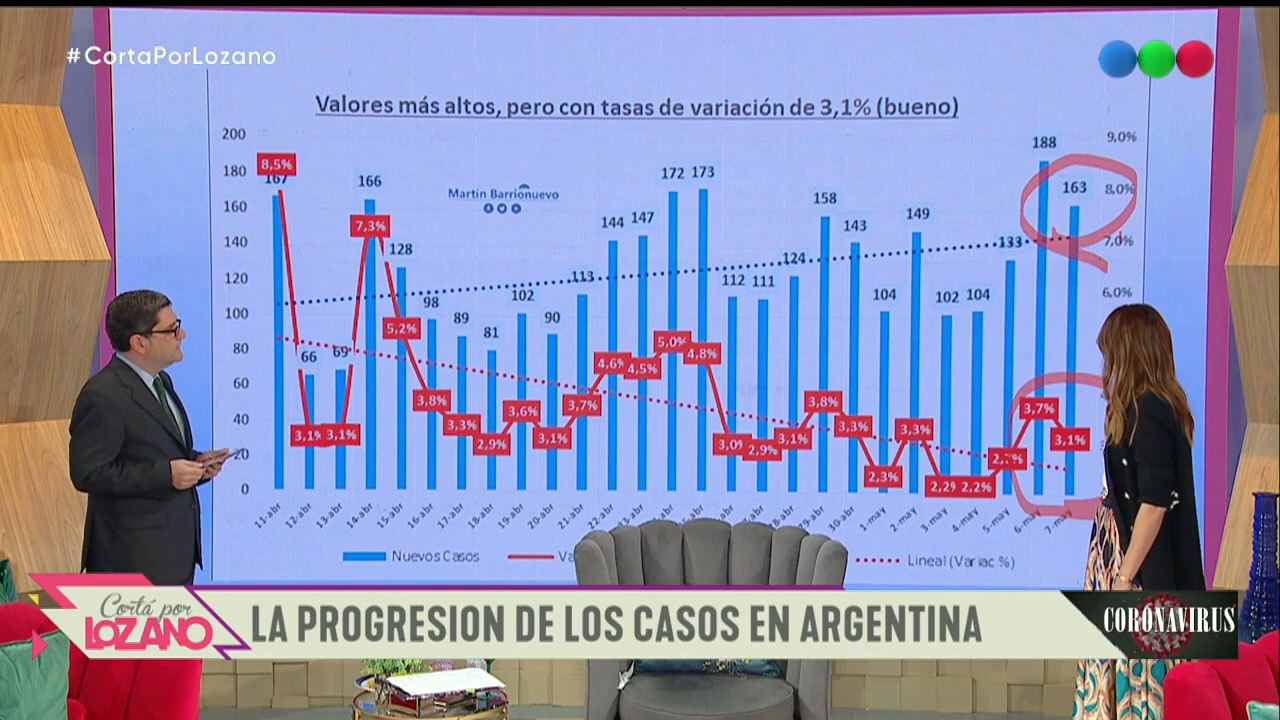 #CortaPorLozano
Valores más altos, pero con tasas de variación de 3,1% (bueno)
200
180
160
140
120
100
80
60
40
20
0
9,0%
8,0%
7,0%
6,0%
Martín Barrionuevo
167 66 69 166 128 98 89 81 102 90 113 144 147 172 173 112 111 124 158 143 104 149 102 104 133 188 163
8,5% 3,1% 3,1% 7,3% 5,2% 3,8% 3,3% 2,9% 3,6% 3,1% 3,7% 4,6% 4,5% 5,0% 4,8% 3,0% 2,9% 3,1% 3,8% 3,3% 2,3% 3,3% 2,2% 2,2% 3,7% 3,1%
11-abr 12-abr 13-abr 14-abr 15-abr 16-abr 17-abr 18-abr 19-abr 20-abr 21-abr 22-abr 23-abr 30-abr 1-may 2-may 3-may 4-may 5-may 6-may 7-may
Nuevos Casos
Lineal (Variac %)
Cortá por
LOZANO
LA PROGRESION DE LOS CASOS EN ARGENTINA
CORONAVIRUS